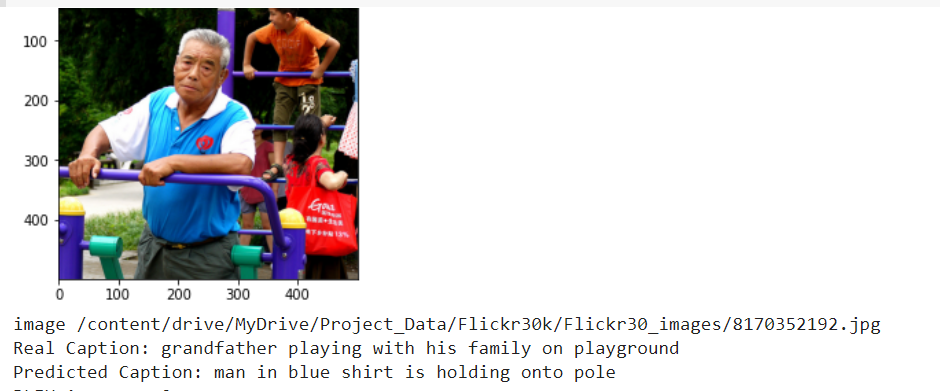 100
200
300
400
0 100 200 300 400
Goal
image /content/drive/MyDrive/Project_Data/Flickr30k/Flickr30_images/8170352192.jpg
Real Caption: grandfather playing with his family on playground
Predicted Caption: man in blue shirt is holding onto pole